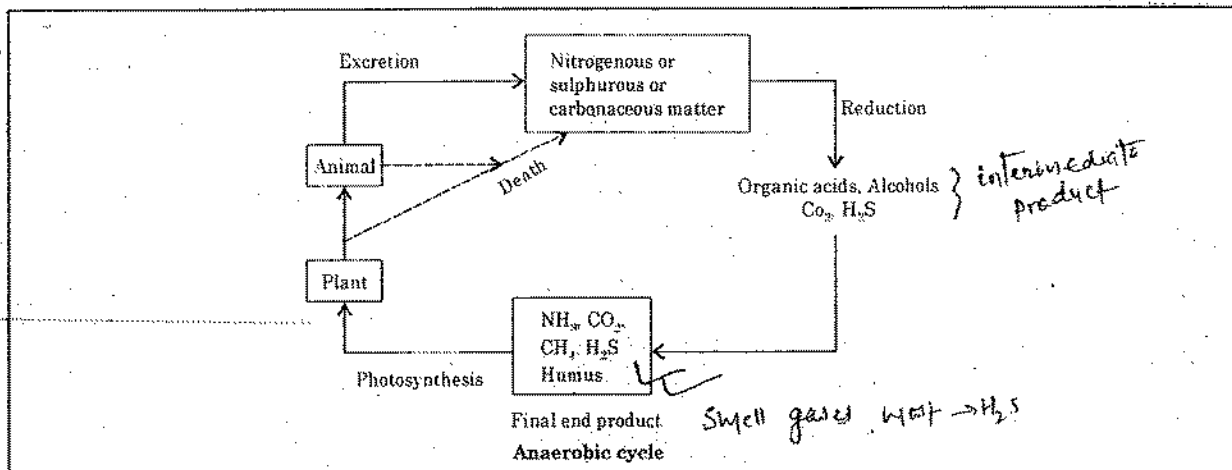 Excretion
Nitrogenous or
sulphurous or
carbonaceous matter
Reduction
Animal
Death
Organic acids, Alcohols
Co₂, H₂S
intermediate
product
Plant
NH₃, CO₂,
CH₄ H₂S
Humus
Photosynthesis
Final end product
Smell gases → H₂S
Anaerobic cycle